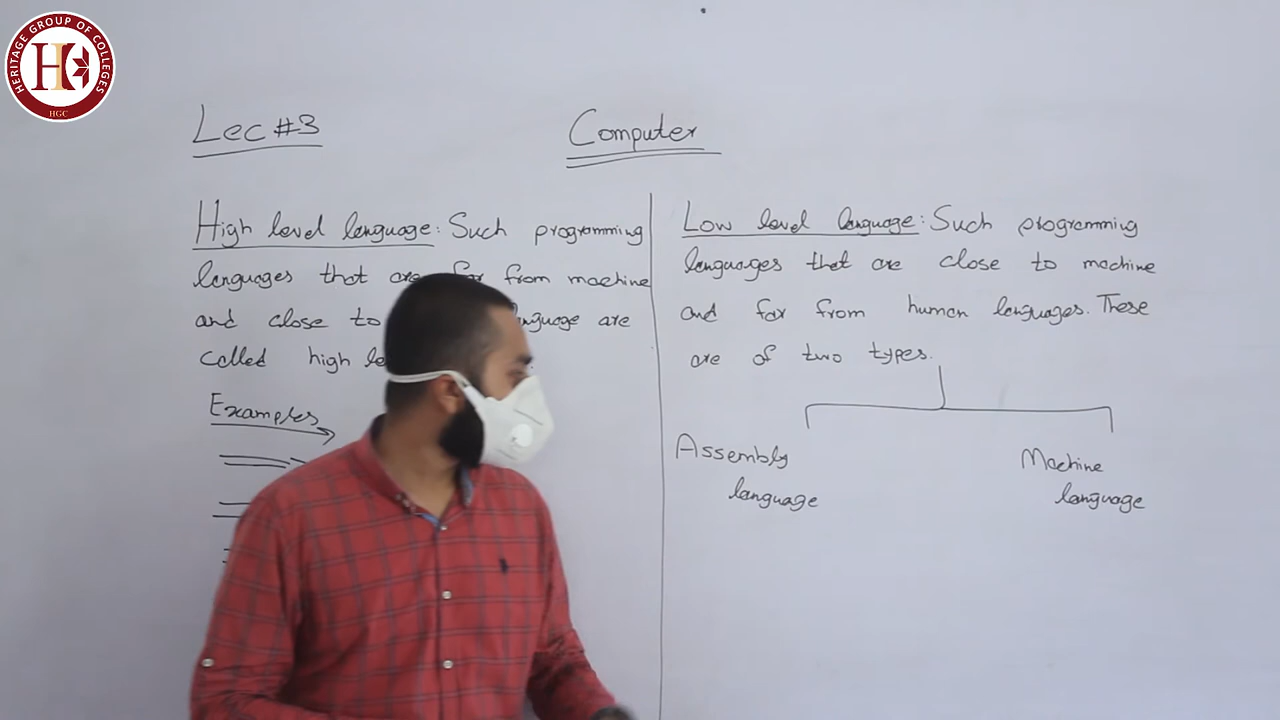 HERITAGE GROUP OF COLLEGES
HGC
Lec #3
Computer
High level language: Such programming
languages that are far from machine
and close to language are
called high
Examples
Low level language: Such programming
languages that are close to machine
and far from human languages. These
are of two types.
Assembly
language
Machine
language